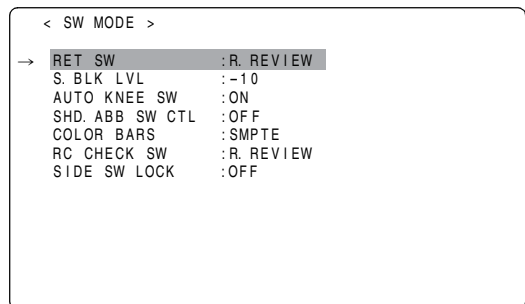 < SW MODE >
→ RET SW :R. REVIEW
S. BLK LVL :–10
AUTO KNEE SW :ON
SHD. ABB SW CTL :OFF
COLOR BARS :SMPTE
RC CHECK SW :R. REVIEW
SIDE SW LOCK :OFF